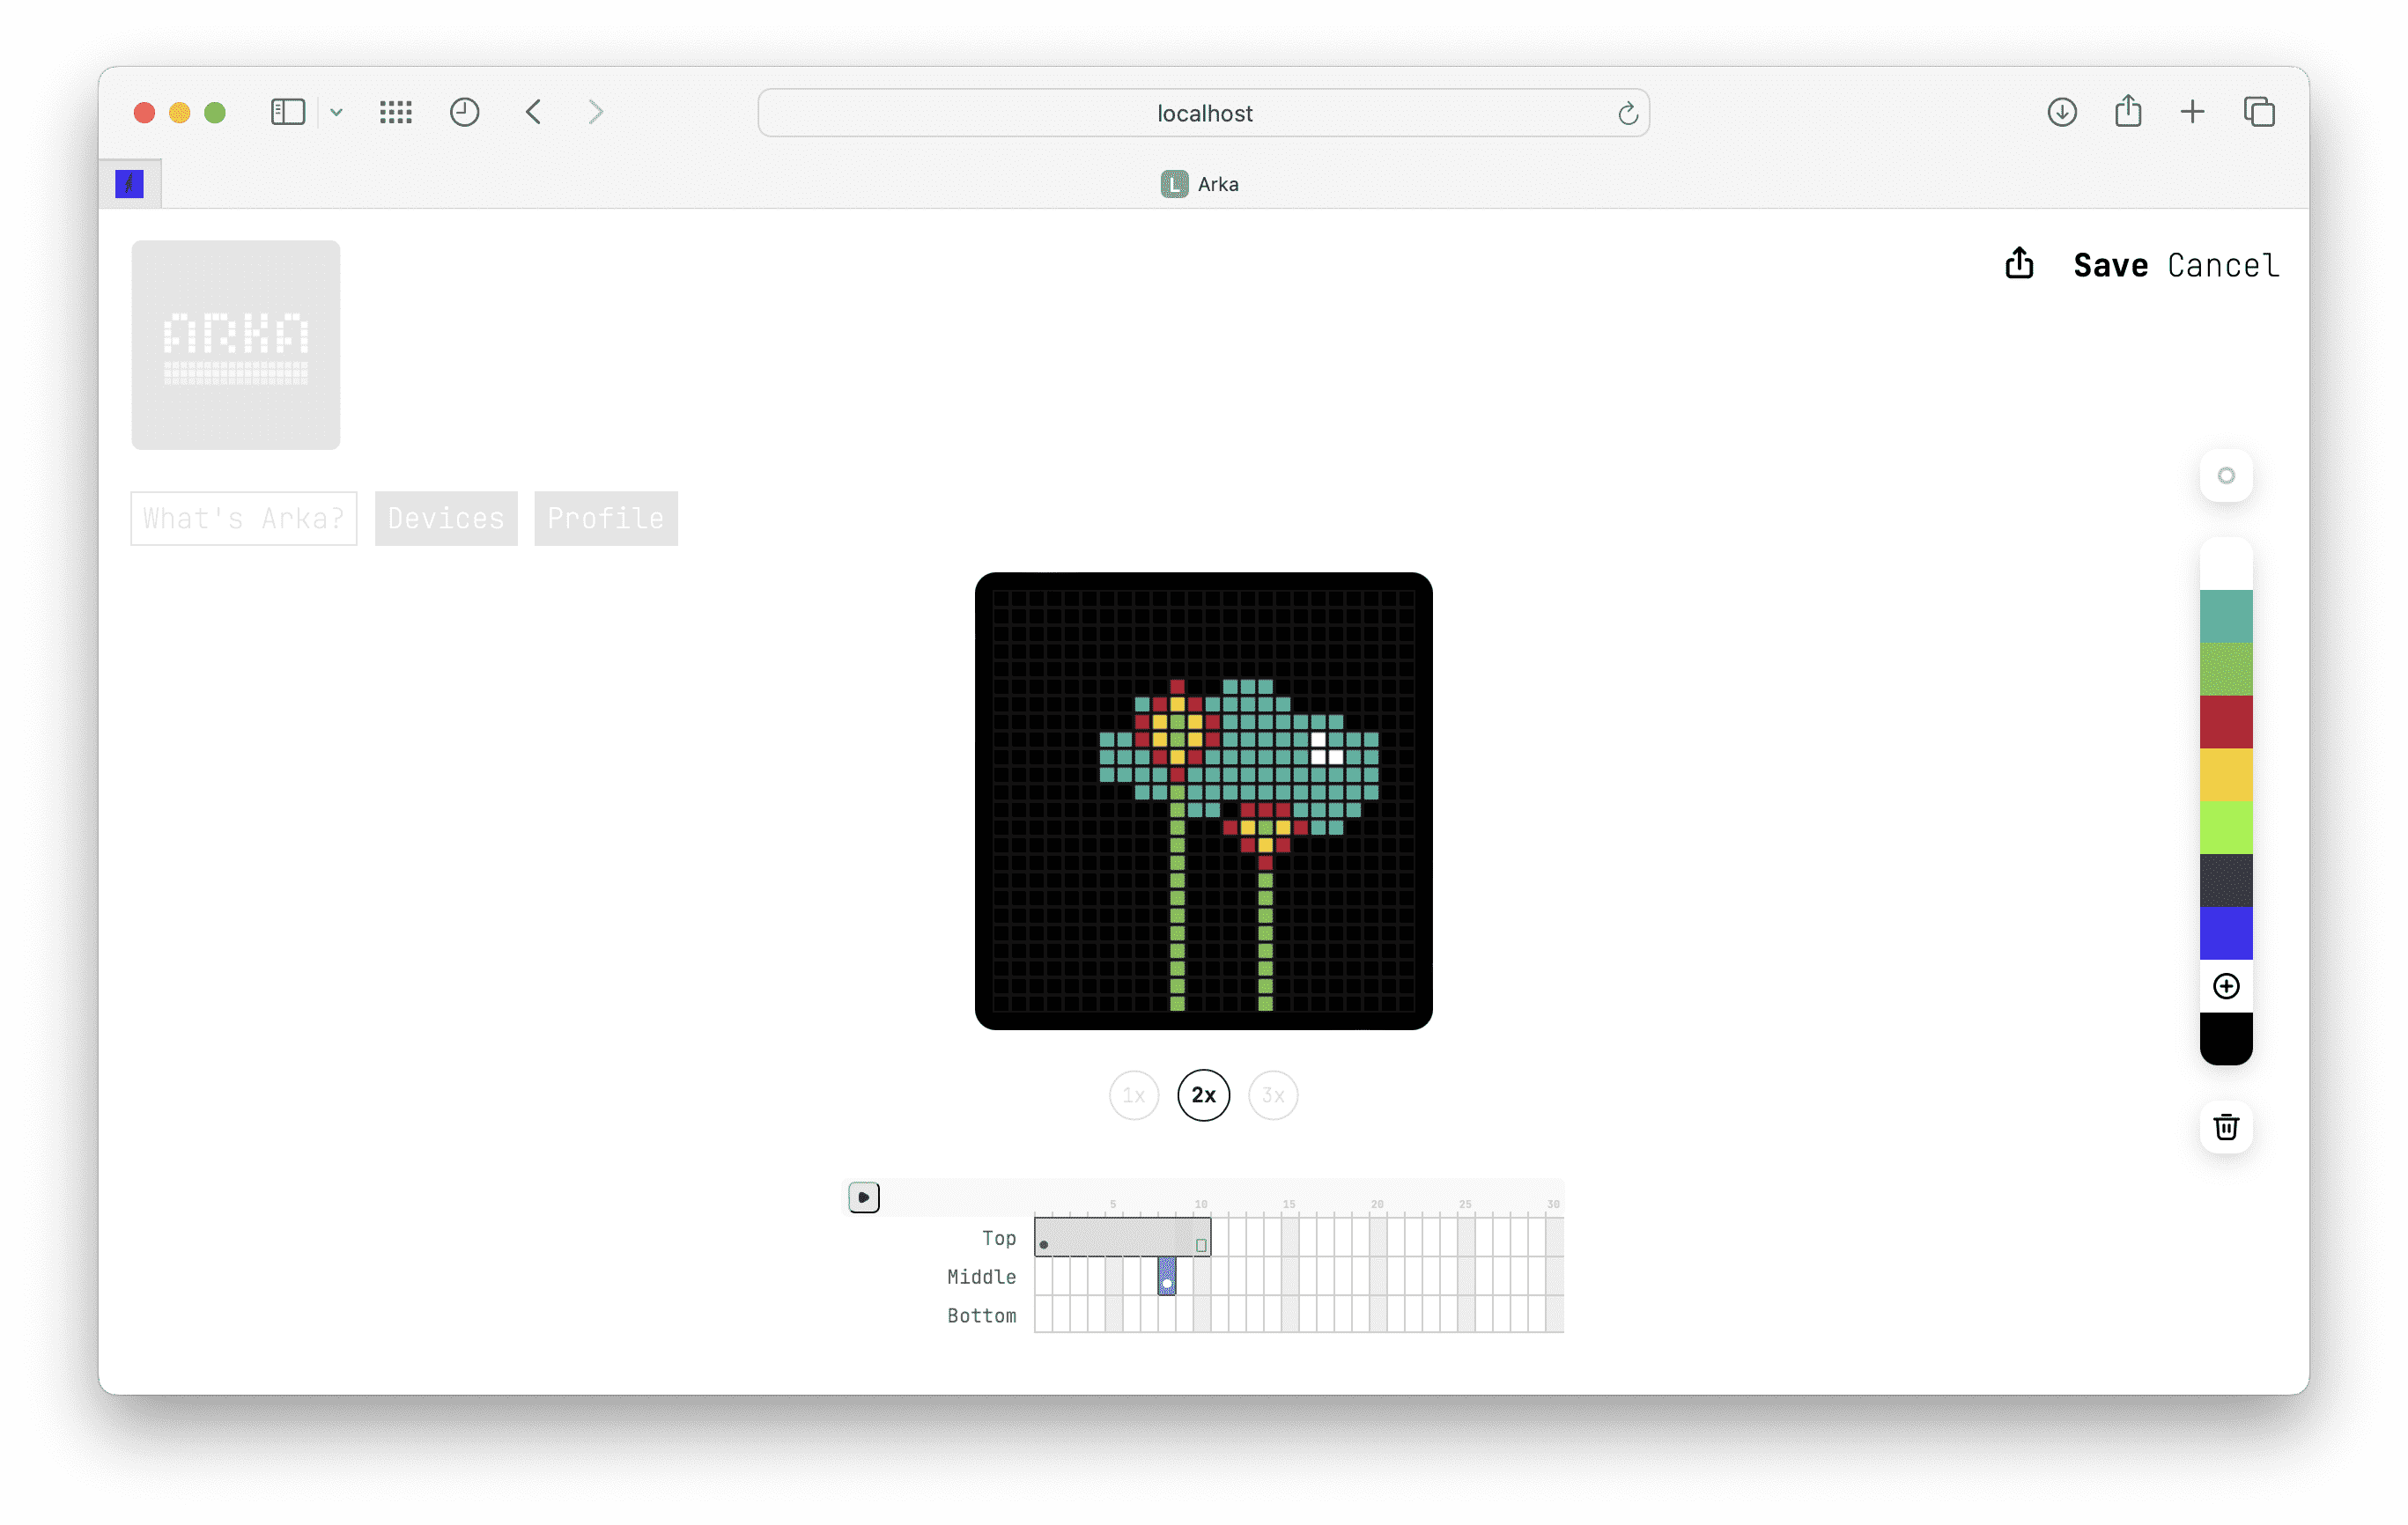 localhost
L Arka
Save Cancel
ARKA
What's Arka? Devices Profile
1x 2x 3x
5 10 15 20 25 30
Top
Middle
Bottom